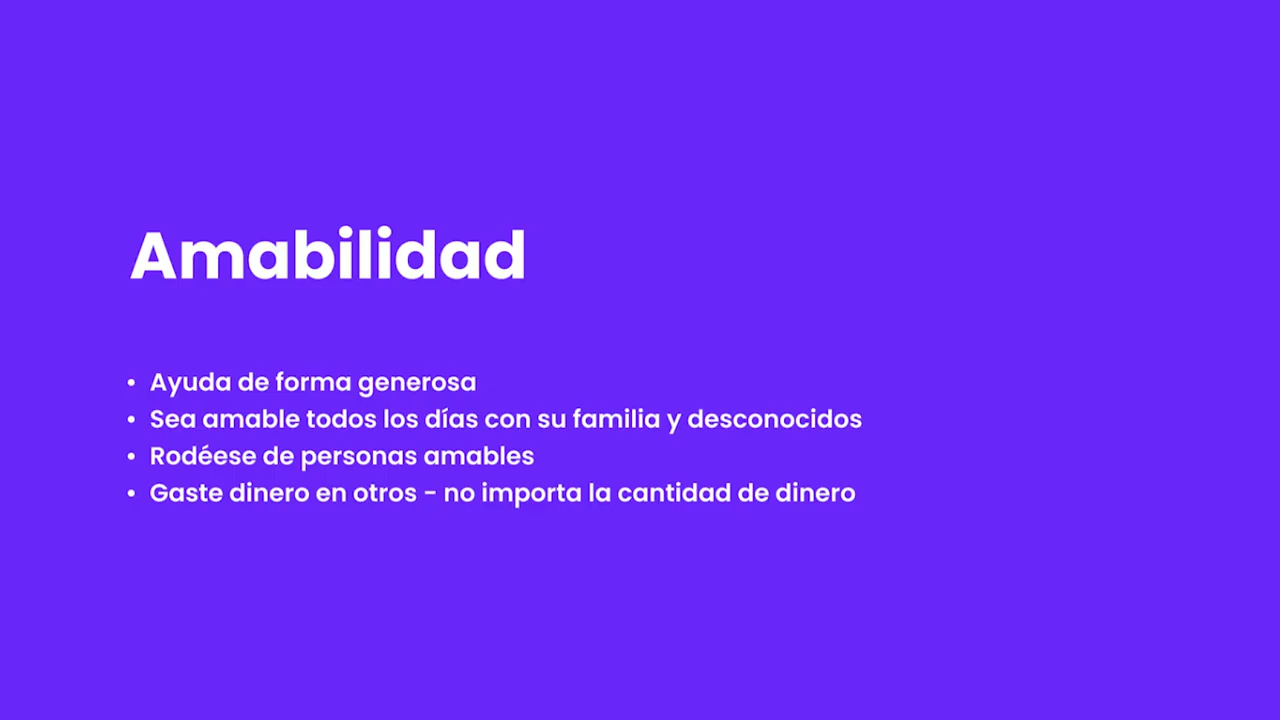 Amabilidad
• Ayuda de forma generosa
• Sea amable todos los días con su familia y desconocidos
• Rodéese de personas amables
• Gaste dinero en otros - no importa la cantidad de dinero